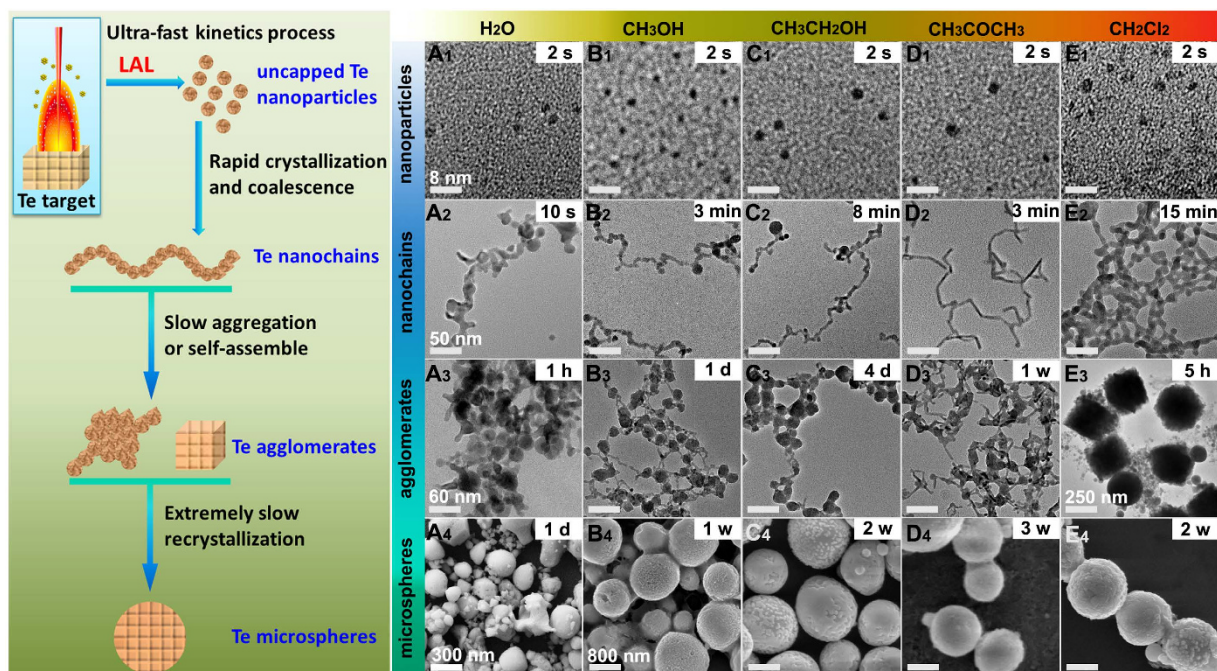 Ultra-fast kinetics process
LAL
uncapped Te
nanoparticles
Te target
Rapid crystallization
and coalescence
Te nanochains
Slow aggregation
or self-assemble
Te agglomerates
Extremely slow
recrystallization
Te microspheres
H₂O CH₃OH CH₃CH₂OH CH₃COCH₃ CH₂Cl₂
nanoparticles
A1 2 s B1 2 s C1 2 s D1 2 s E1 2 s
8 nm
nanochains
A2 10 s B2 3 min C2 8 min D2 3 min E2 15 min
50 nm
agglomerates
A3 1 h B3 1 d C3 4 d D3 1 w E3 5 h
60 nm 250 nm
microspheres
A4 1 d B4 1 w C4 2 w D4 3 w E4 2 w
300 nm 800 nm